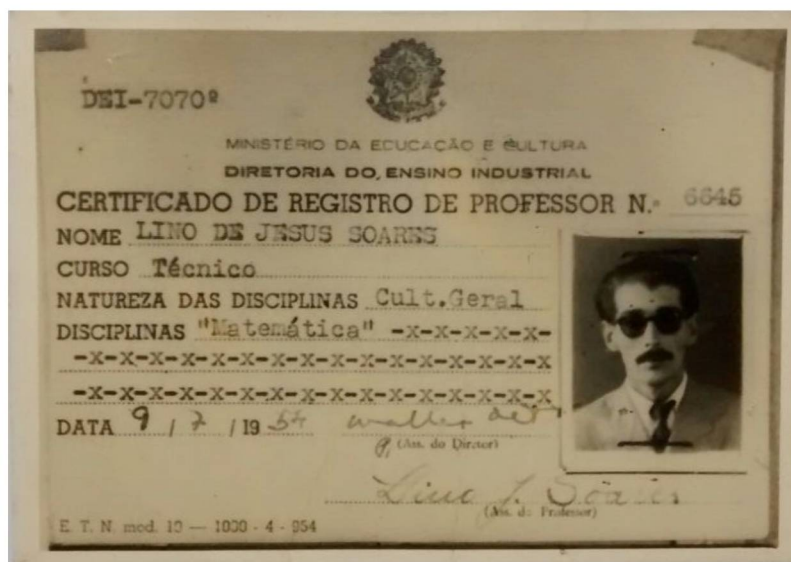 DEI-7070º
MINISTÉRIO DA EDUCAÇÃO E CULTURA
DIRETORIA DO ENSINO INDUSTRIAL
CERTIFICADO DE REGISTRO DE PROFESSOR N.º 6645
NOME LINO DE JESUS SOARES
CURSO Técnico
NATUREZA DAS DISCIPLINAS Cult.Geral
DISCIPLINAS "Matemática" -x-x-x-x-x-
-x-x-x-x-x-x-x-x-x-x-x-x-x-x-x
-x-x-x-x-x-x-x-x-x-x-x-x-x-x-x
DATA 9 / 7 / 1954
(Ass. do Diretor)
Lino J. Soares
(Ass. do Professor)
E. T. N. mod. 10 — 1000 - 4 - 954